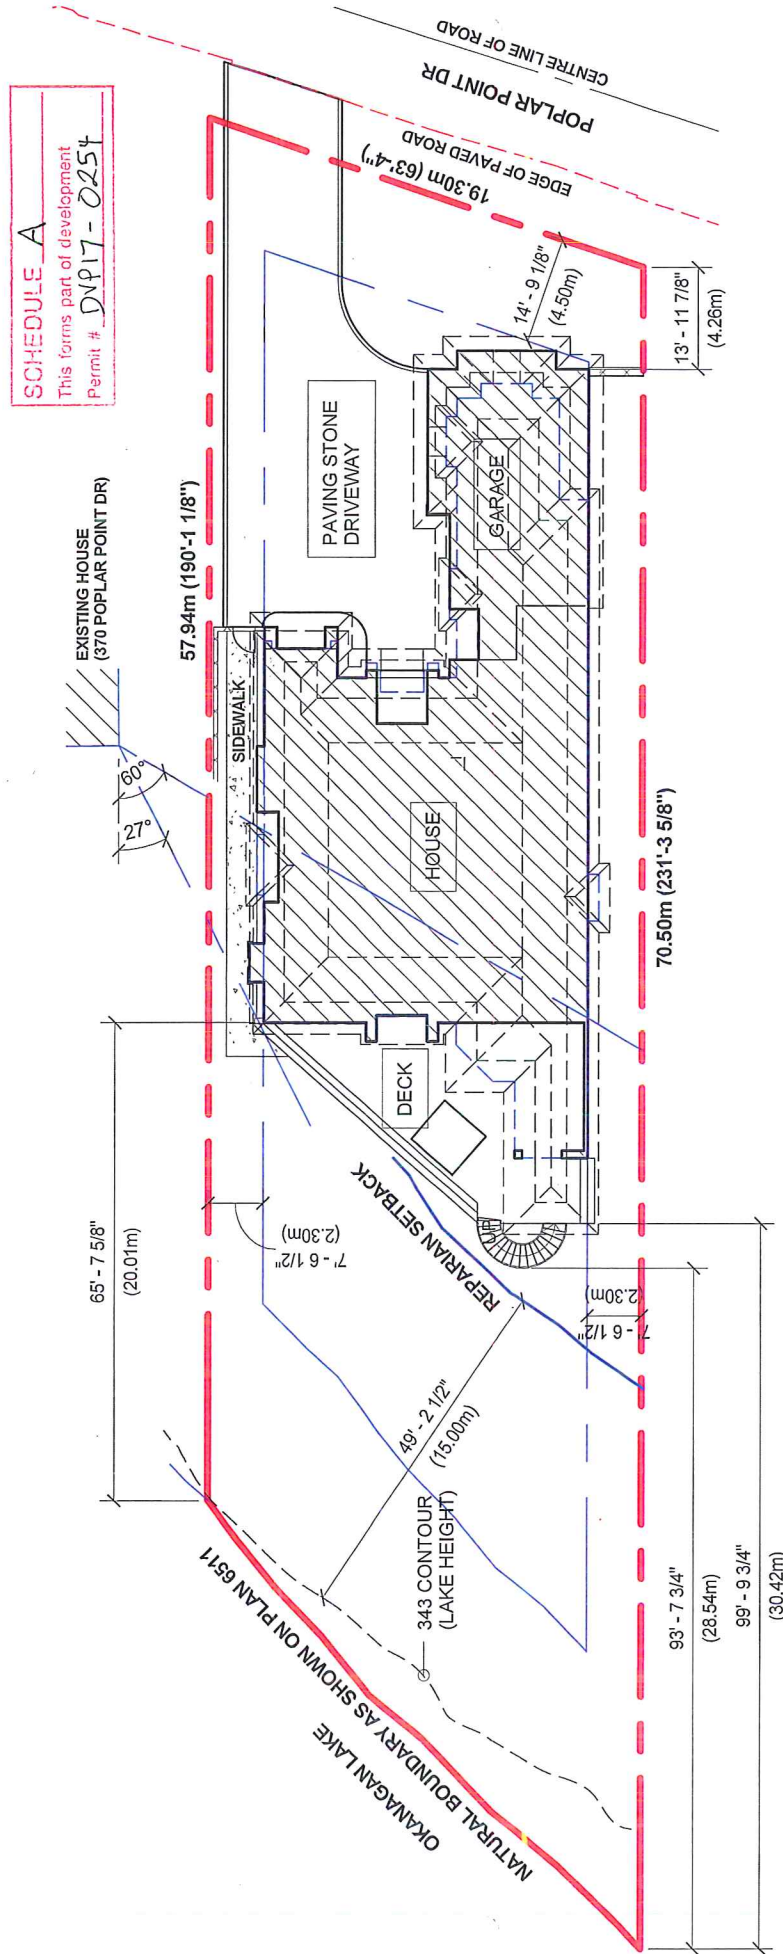 SCHEDULE A
This forms part of development
Permit # DVP17-0254
CENTRE LINE OF ROAD
POPLAR POINT DR
EDGE OF PAVED ROAD
19.30m (63'-4")
EXISTING HOUSE
(370 POPLAR POINT DR)
57.94m (190'-1 1/8")
60°
27°
SIDEWALK
PAVING STONE
DRIVEWAY
GARAGE
14' - 9 1/8"
(4.50m)
13' - 11 7/8"
(4.26m)
HOUSE
70.50m (231'-3 5/8")
DECK
UP
65' - 7 5/8"
(20.01m)
7' - 6 1/2"
(2.30m)
REPARIAN SETBACK
7' - 6 1/2"
(2.30m)
49' - 2 1/2"
(15.00m)
343 CONTOUR
(LAKE HEIGHT)
NATURAL BOUNDARY AS SHOWN ON PLAN 6511
OKANAGAN LAKE
93' - 7 3/4"
(28.54m)
99' - 9 3/4"
(30.42m)